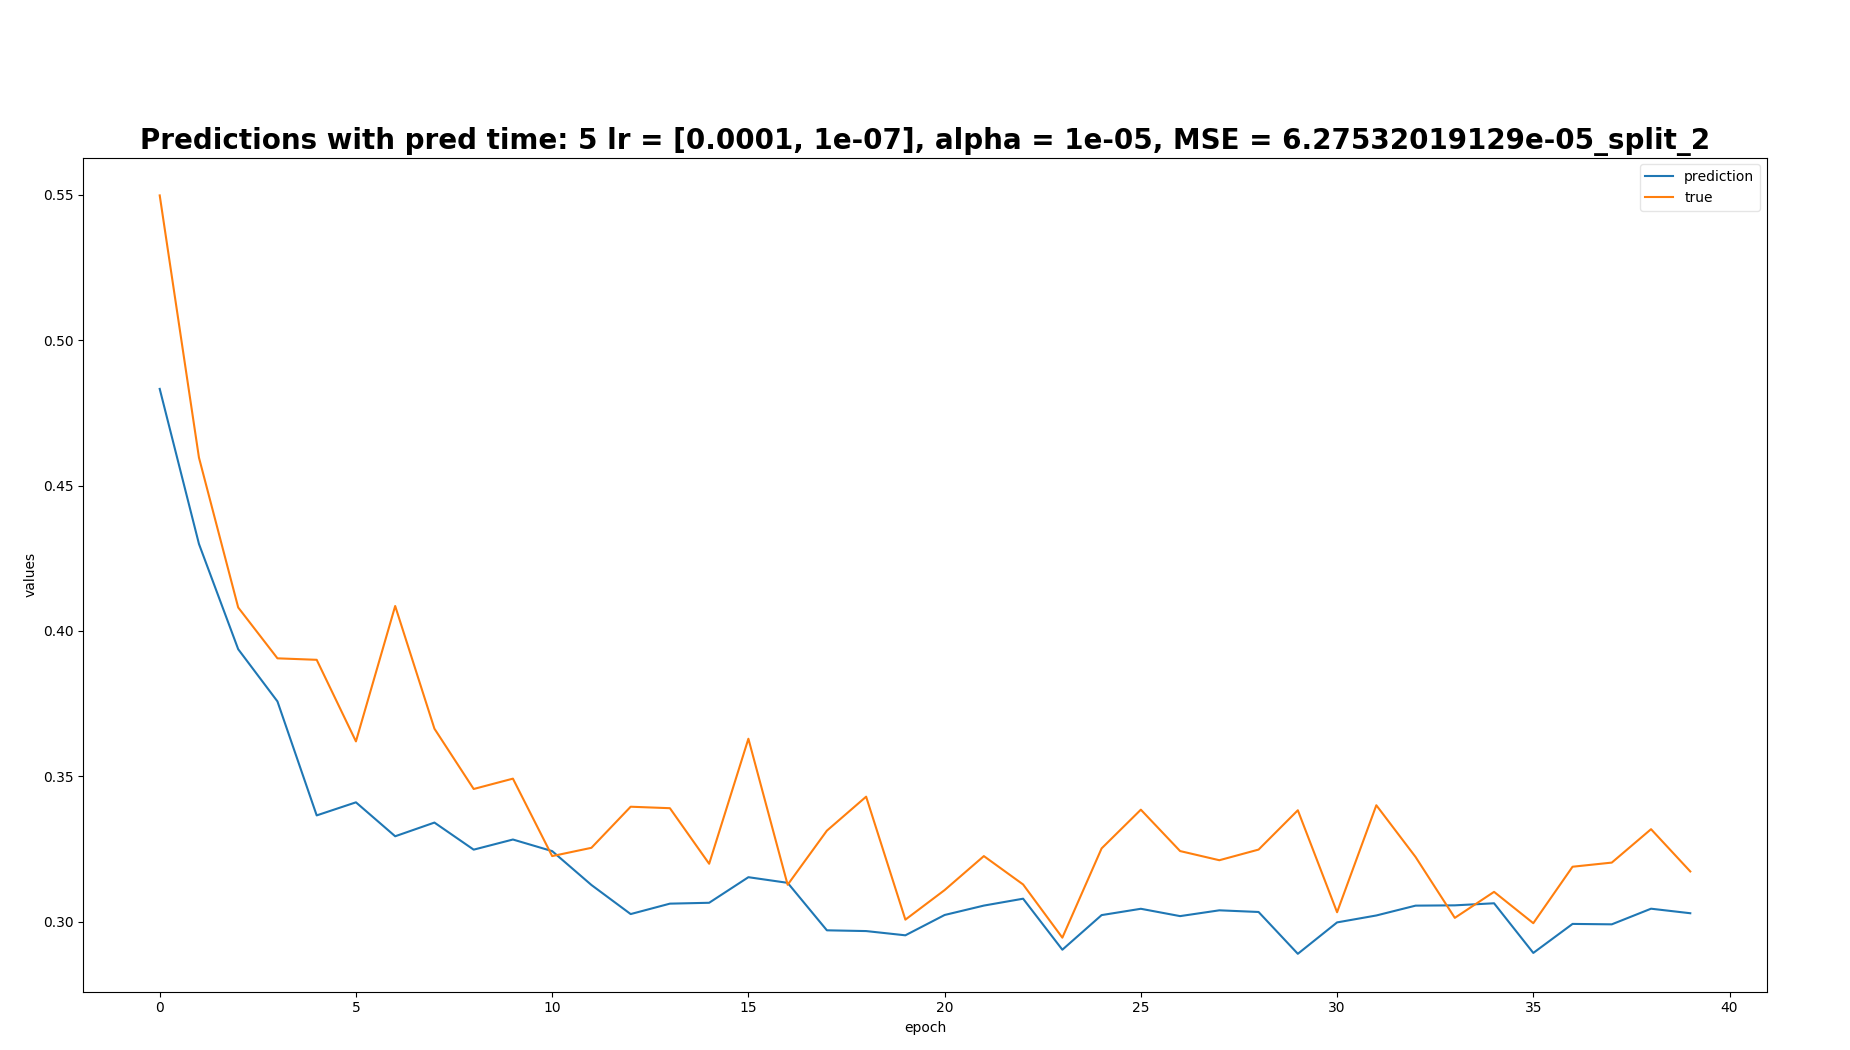 Predictions with pred time: 5 lr = [0.0001, 1e-07], alpha = 1e-05, MSE = 6.27532019129e-05_split_2
prediction
true
0.55
0.50
0.45
0.40
0.35
0.30
values
0 5 10 15 20 25 30 35 40
epoch